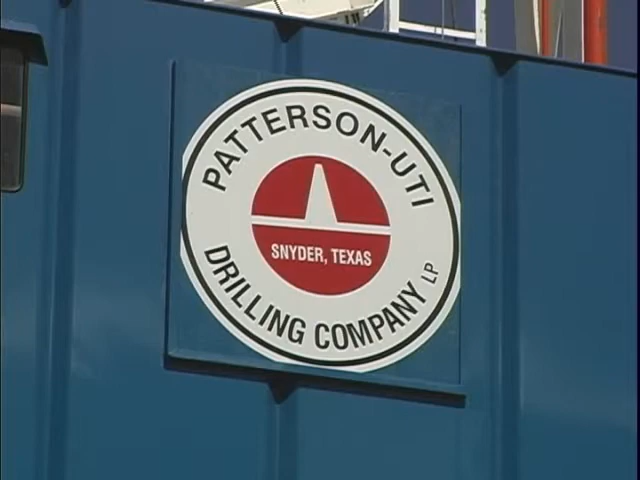 PATTERSON-UTI
SNYDER, TEXAS
DRILLING COMPANY LP